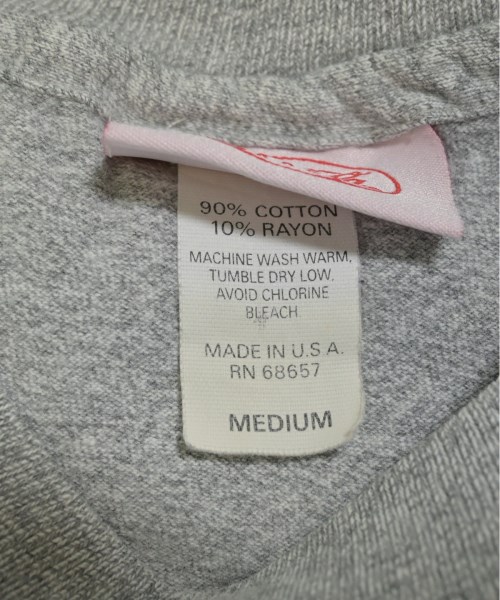 90% COTTON
10% RAYON
MACHINE WASH WARM,
TUMBLE DRY LOW,
AVOID CHLORINE
BLEACH
MADE IN U.S.A.
RN 68657
MEDIUM